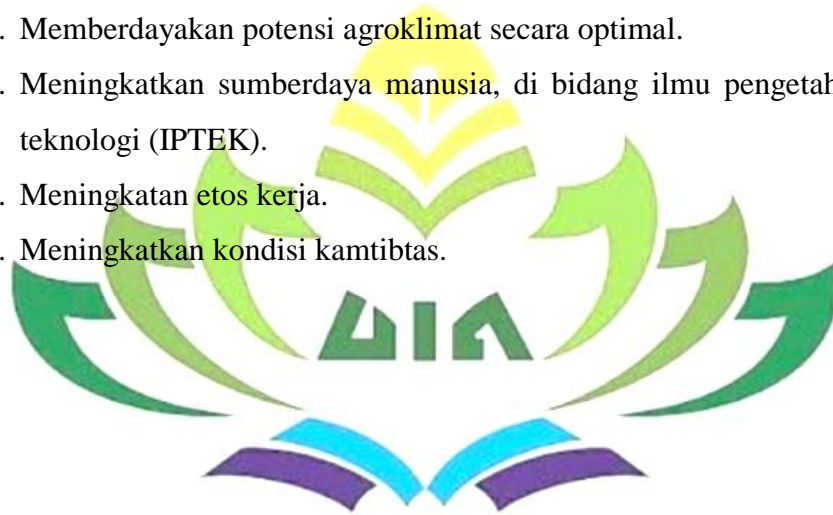 . Memberdayakan potensi agroklimat secara optimal.
. Meningkatkan sumberdaya manusia, di bidang ilmu pengetah
teknologi (IPTEK).
. Meningkatan etos kerja.
. Meningkatkan kondisi kamtibtas.
UIN